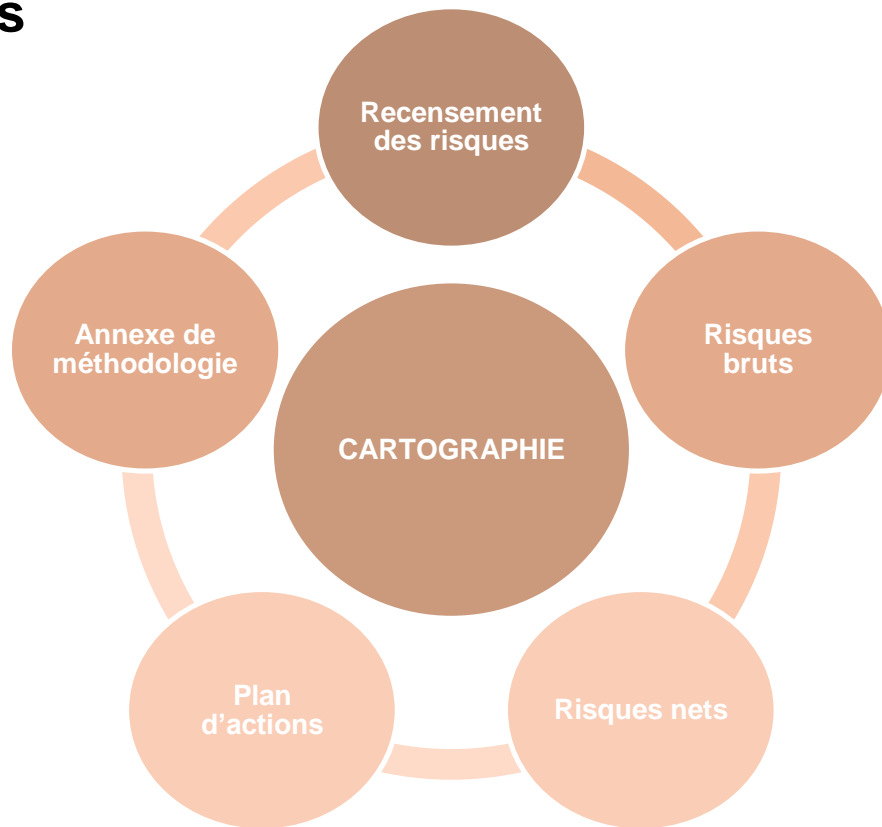 s
Recensement
des risques
Annexe de
méthodologie
Risques
bruts
CARTOGRAPHIE
Plan
d’actions
Risques nets